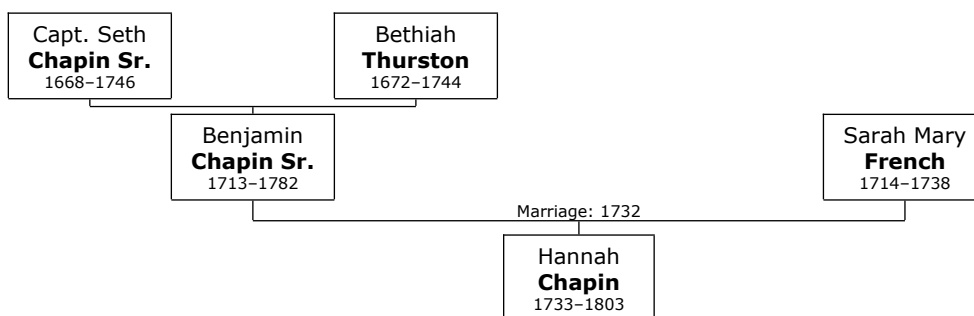 Capt. Seth
Chapin Sr.
1668–1746
Bethiah
Thurston
1672–1744
Benjamin
Chapin Sr.
1713–1782
Sarah Mary
French
1714–1738
Marriage: 1732
Hannah
Chapin
1733–1803